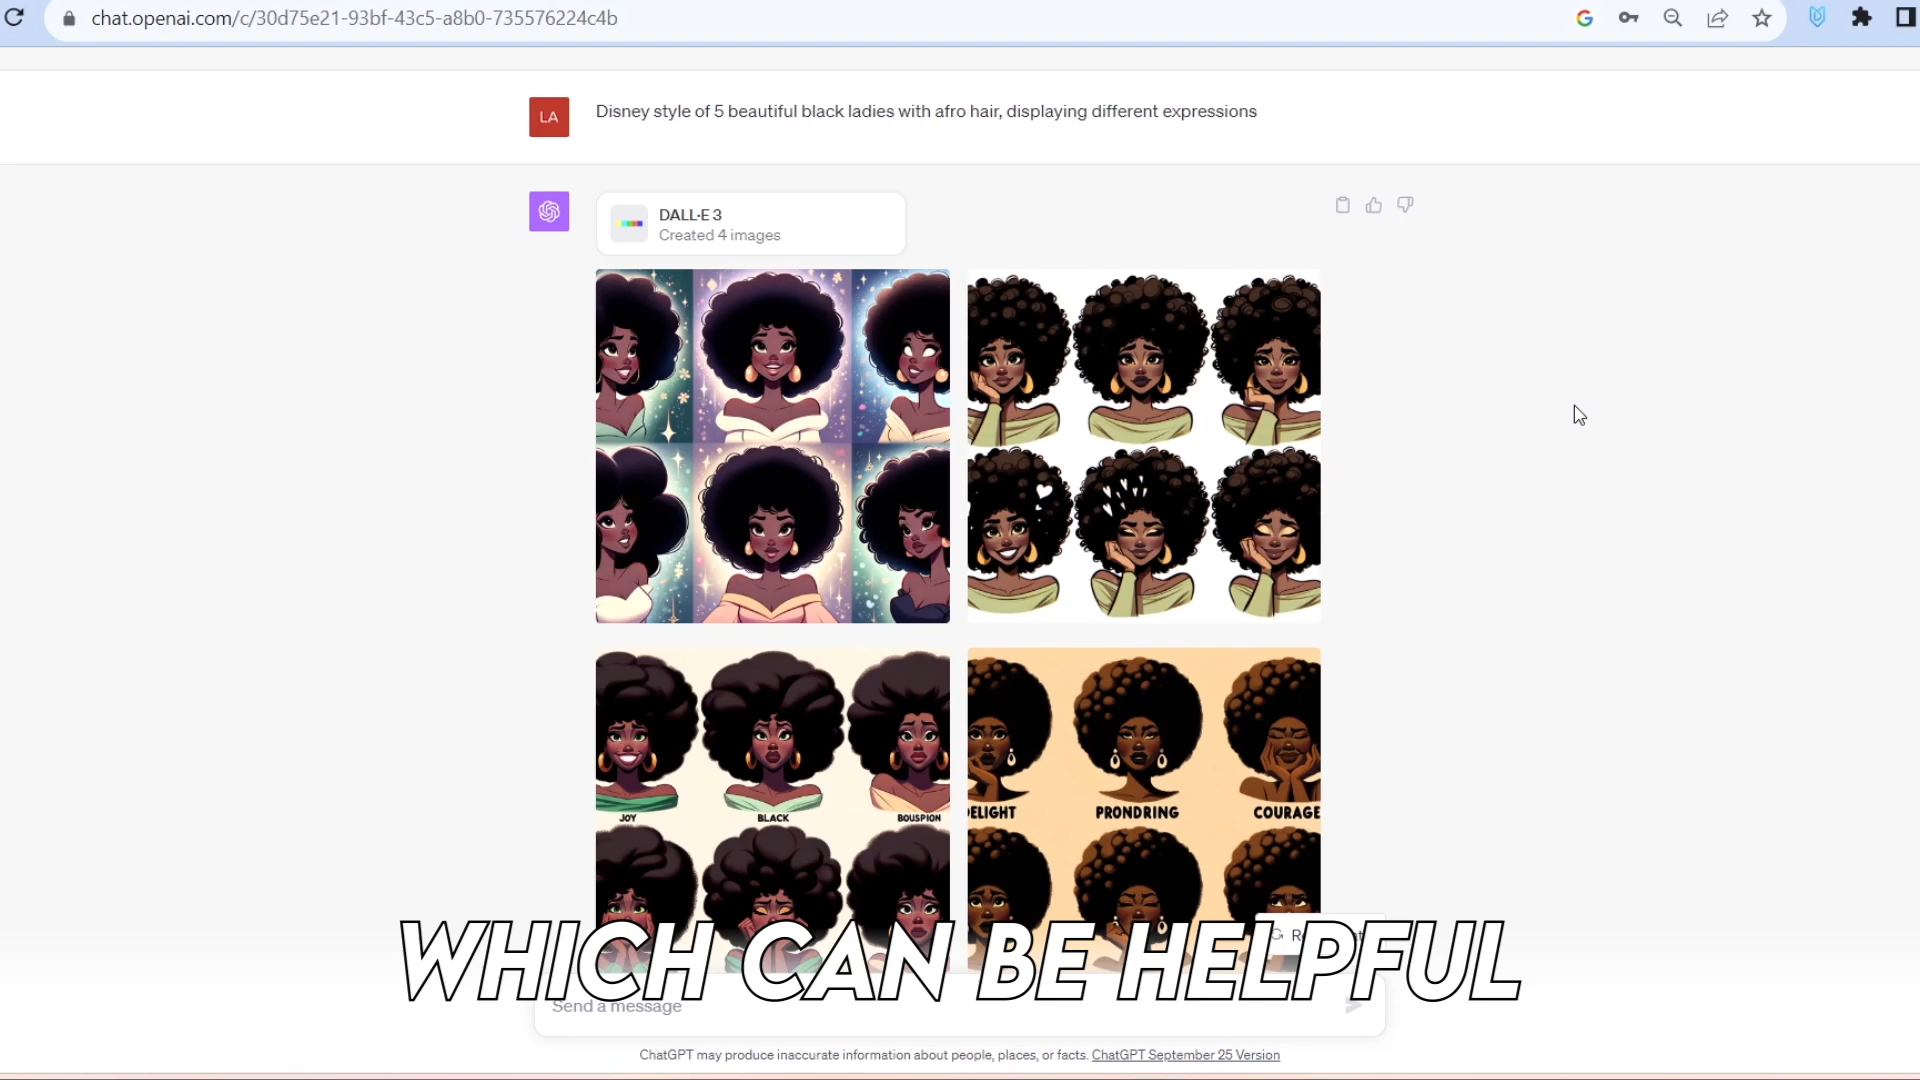 chat.openai.com/c/30d75e21-93bf-43c5-a8b0-735576224c4b
LA
Disney style of 5 beautiful black ladies with afro hair, displaying different expressions
DALL·E 3
Created 4 images
JOY
BLACK
BOUSPION
ELIGHT
PRONDRING
COURAGE
WHICH CAN BE HELPFUL
Send a message
ChatGPT may produce inaccurate information about people, places, or facts. ChatGPT September 25 Version